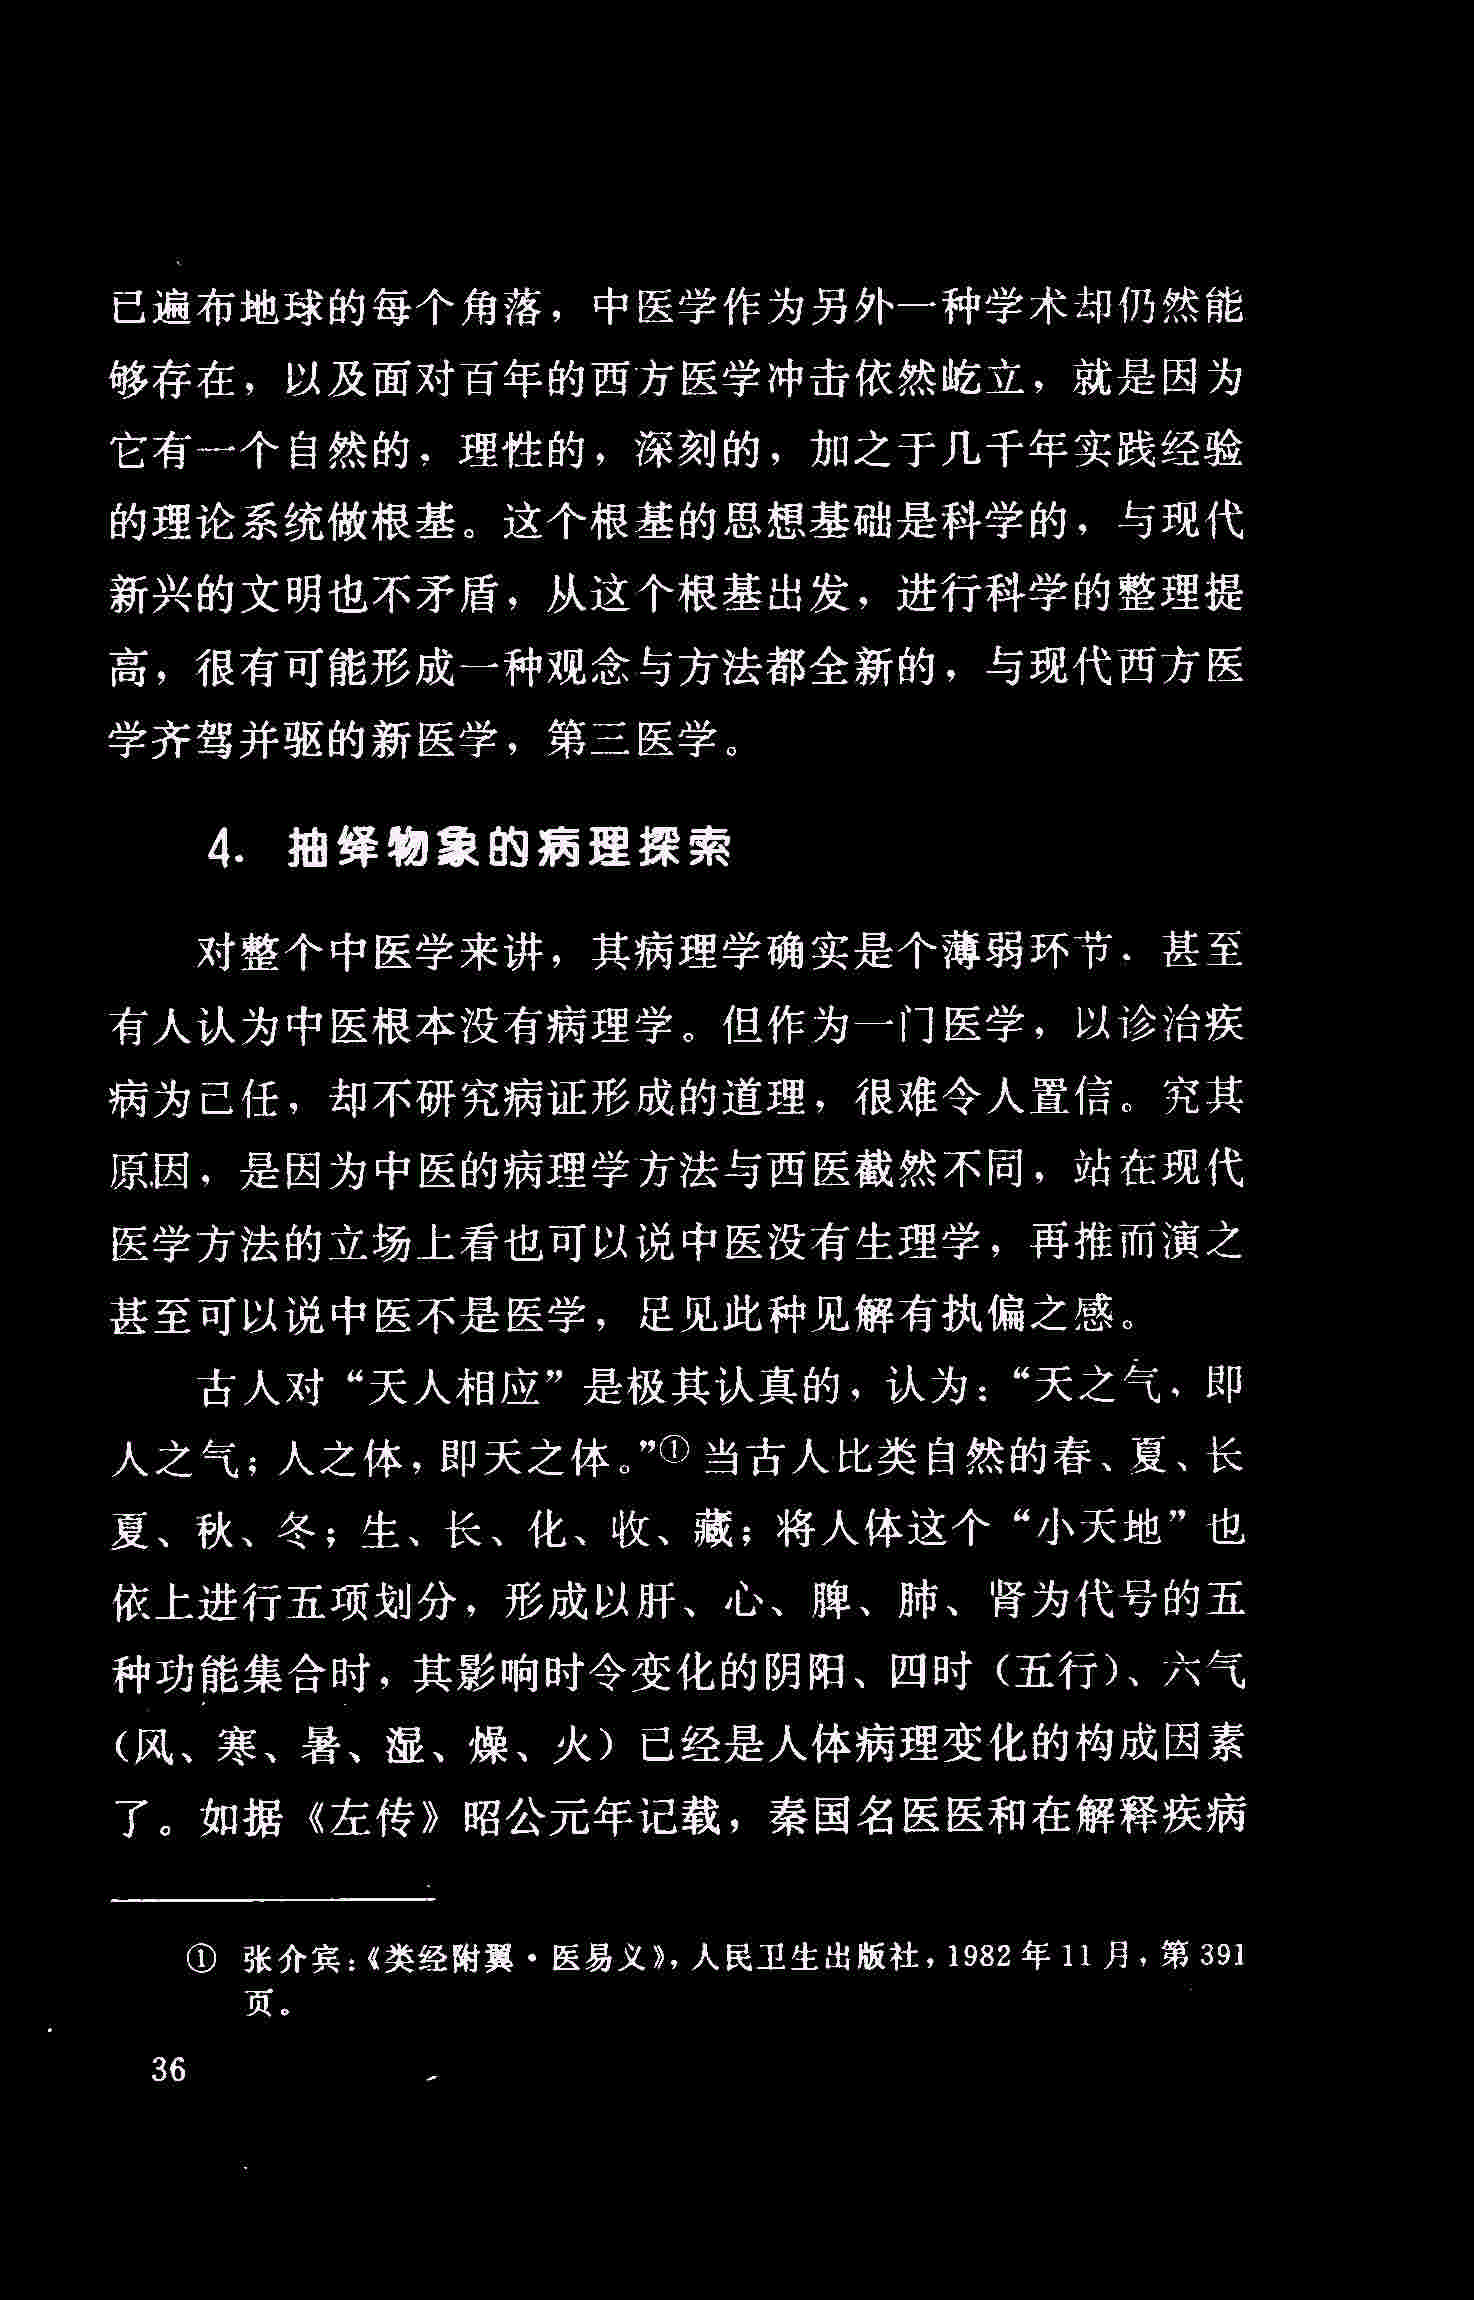 已遍布地球的每个角落，中医学作为另外一种学术却仍然能
够存在，以及面对百年的西方医学冲击依然屹立，就是因为
它有一个自然的，理性的，深刻的，加之于几千年实践经验
的理论系统做根基。这个根基的思想基础是科学的，与现代
新兴的文明也不矛盾，从这个根基出发，进行科学的整理提
高，很有可能形成一种观念与方法都全新的，与现代西方医
学齐驾并驱的新医学，第三医学。
4. 抽绎物象的病理探索
对整个中医学来讲，其病理学确实是个薄弱环节．甚至
有人认为中医根本没有病理学。但作为一门医学，以诊治疾
病为己任，却不研究病证形成的道理，很难令人置信。究其
原因，是因为中医的病理学方法与西医截然不同，站在现代
医学方法的立场上看也可以说中医没有生理学，再推而演之
甚至可以说中医不是医学，足见此种见解有执偏之感。
古人对“天人相应”是极其认真的，认为：“天之气，即
人之气；人之体，即天之体。”① 当古人比类自然的春、夏、长
夏、秋、冬；生、长、化、收、藏；将人体这个“小天地”也
依上进行五项划分，形成以肝、心、脾、肺、肾为代号的五
种功能集合时，其影响时令变化的阴阳、四时（五行）、六气
（风、寒、暑、湿、燥、火）已经是人体病理变化的构成因素
了。如据《左传》昭公元年记载，秦国名医医和在解释疾病
① 张介宾：《类经附翼·医易义》，人民卫生出版社，1982年11月，第391
页。
36